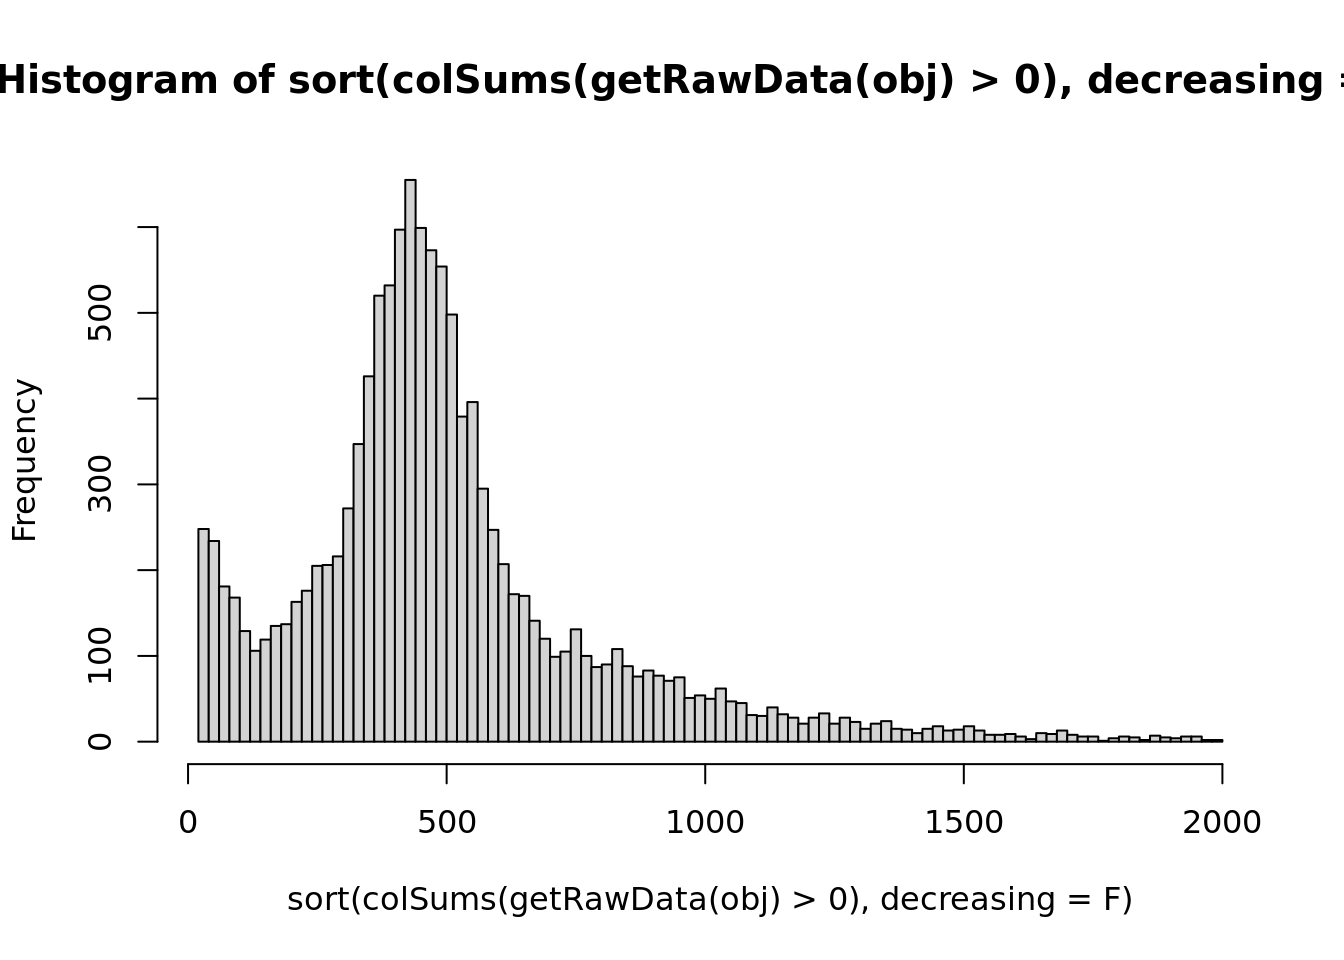 Histogram of sort(colSums(getRawData(obj) > 0), decreasing =
Frequency
500
300
100
0
0 500 1000 1500 2000
sort(colSums(getRawData(obj) > 0), decreasing = F)